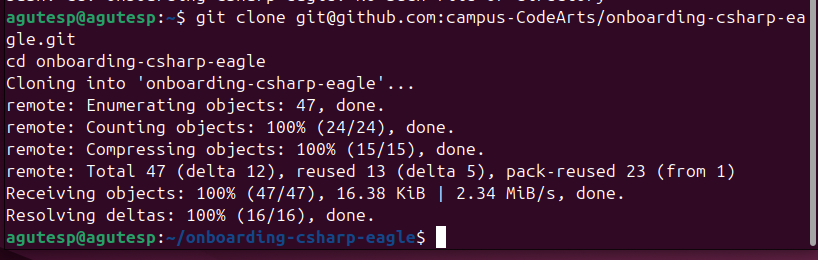 agutesp@agutesp:~$ git clone git@github.com:campus-CodeArts/onboarding-csharp-ea
gle.git
cd onboarding-csharp-eagle
Cloning into 'onboarding-csharp-eagle'...
remote: Enumerating objects: 47, done.
remote: Counting objects: 100% (24/24), done.
remote: Compressing objects: 100% (15/15), done.
remote: Total 47 (delta 12), reused 13 (delta 5), pack-reused 23 (from 1)
Receiving objects: 100% (47/47), 16.38 KiB | 2.34 MiB/s, done.
Resolving deltas: 100% (16/16), done.
agutesp@agutesp:~/onboarding-csharp-eagle$